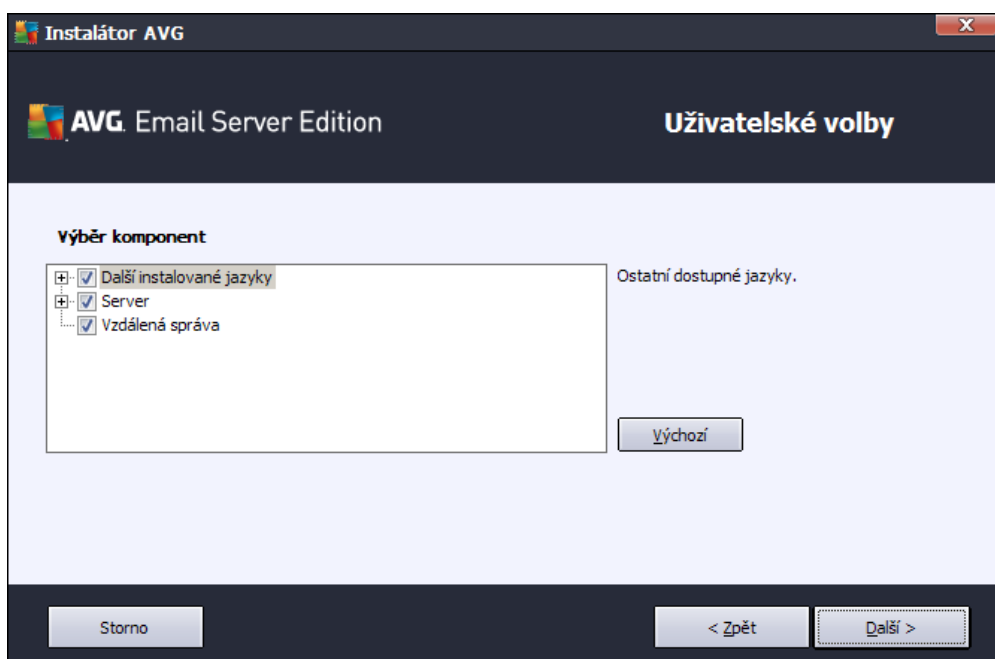 Instalátor AVG
AVG. Email Server Edition
Uživatelské volby
Výběr komponent
Další instalované jazyky
Server
Vzdálená správa
Ostatní dostupné jazyky.
Výchozí
Storno
< Zpět
Další >